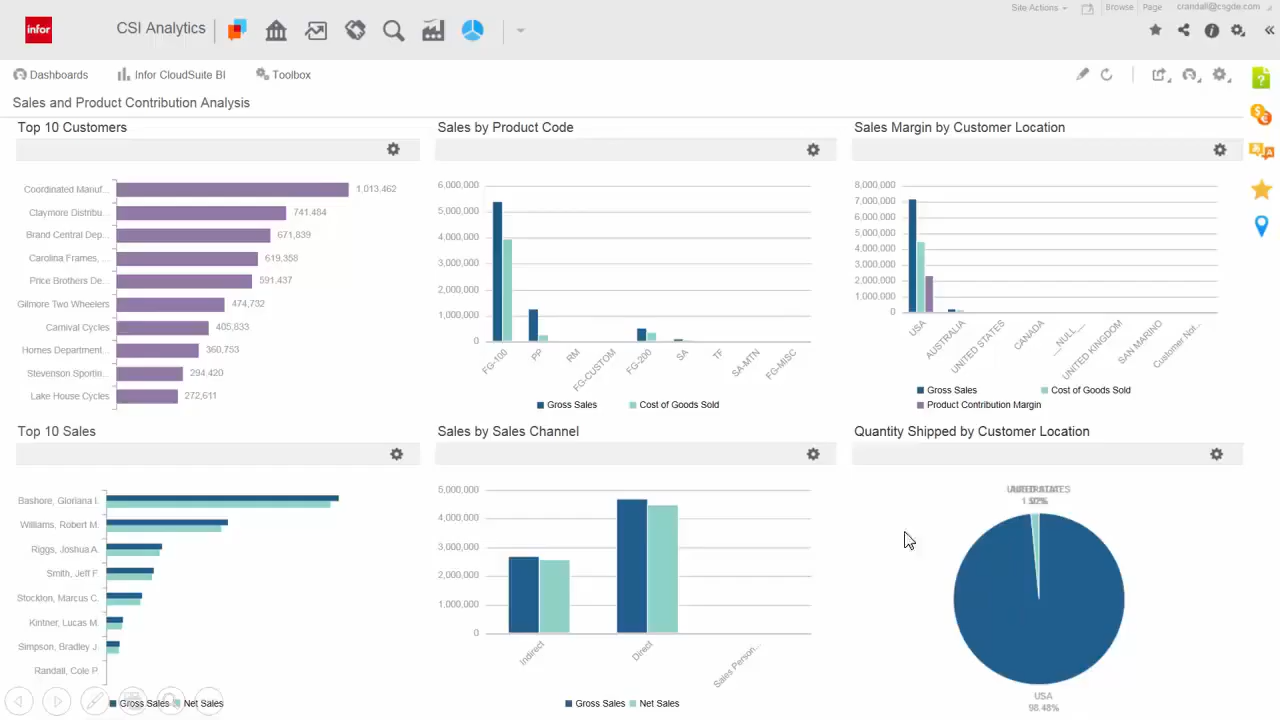 Site Actions
Browse
Page
crandall@csgde.com
infor
CSI Analytics
Dashboards
Infor CloudSuite BI
Toolbox
Sales and Product Contribution Analysis
Top 10 Customers
Coordinated Manuf... 1,013,462
Claymore Distribu... 741,484
Brand Central Dep... 671,839
Carolina Frames, ... 619,358
Price Brothers De... 591,437
Gilmore Two Wheelers 474,732
Carnival Cycles 405,833
Homes Department... 360,753
Stevenson Sportin... 294,420
Lake House Cycles 272,611
Sales by Product Code
6,000,000
5,000,000
4,000,000
3,000,000
2,000,000
1,000,000
0
FG-100
PP
RM
FG-CUSTOM
FG-200
SA
TF
SA-MTN
FG-MISC
Gross Sales
Cost of Goods Sold
Sales Margin by Customer Location
8,000,000
7,000,000
6,000,000
5,000,000
4,000,000
3,000,000
2,000,000
1,000,000
0
USA
AUSTRALIA
UNITED STATES
CANADA
__NULL__
UNITED KINGDOM
SAN MARINO
Customer Not...
Gross Sales
Cost of Goods Sold
Product Contribution Margin
Top 10 Sales
Bashore, Gloriana I.
Williams, Robert M.
Riggs, Joshua A.
Smith, Jeff F.
Stockton, Marcus C.
Kintner, Lucas M.
Simpson, Bradley J.
Randall, Cole P.
Gross Sales
Net Sales
Sales by Sales Channel
5,000,000
4,000,000
3,000,000
2,000,000
1,000,000
0
Indirect
Direct
Sales Person...
Gross Sales
Net Sales
Quantity Shipped by Customer Location
USA
98.48%